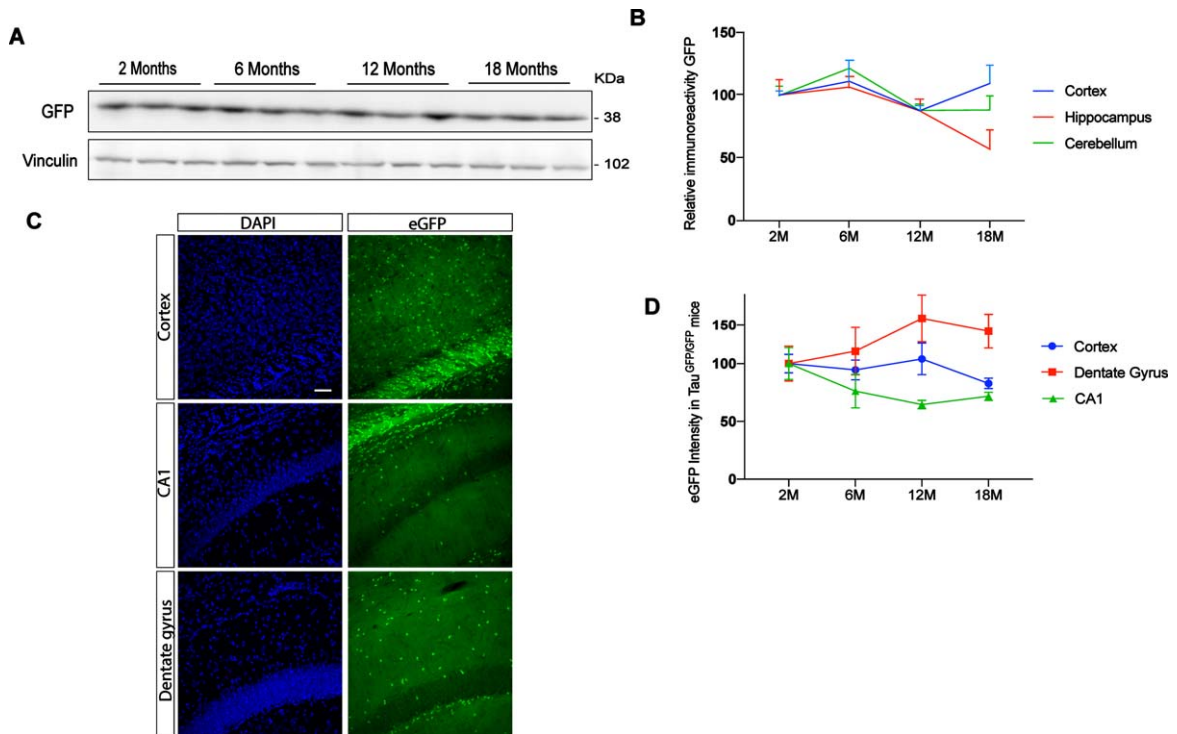 A
2 Months 6 Months 12 Months 18 Months
KDa
GFP
- 38
Vinculin
- 102
B
Relative immunoreactivity GFP
150
100
50
0
2M 6M 12M 18M
Cortex
Hippocampus
Cerebellum
C
DAPI eGFP
Cortex
CA1
Dentate gyrus
D
eGFP Intensity in Tau GFP/GFP mice
150
100
50
0
2M 6M 12M 18M
Cortex
Dentate Gyrus
CA1